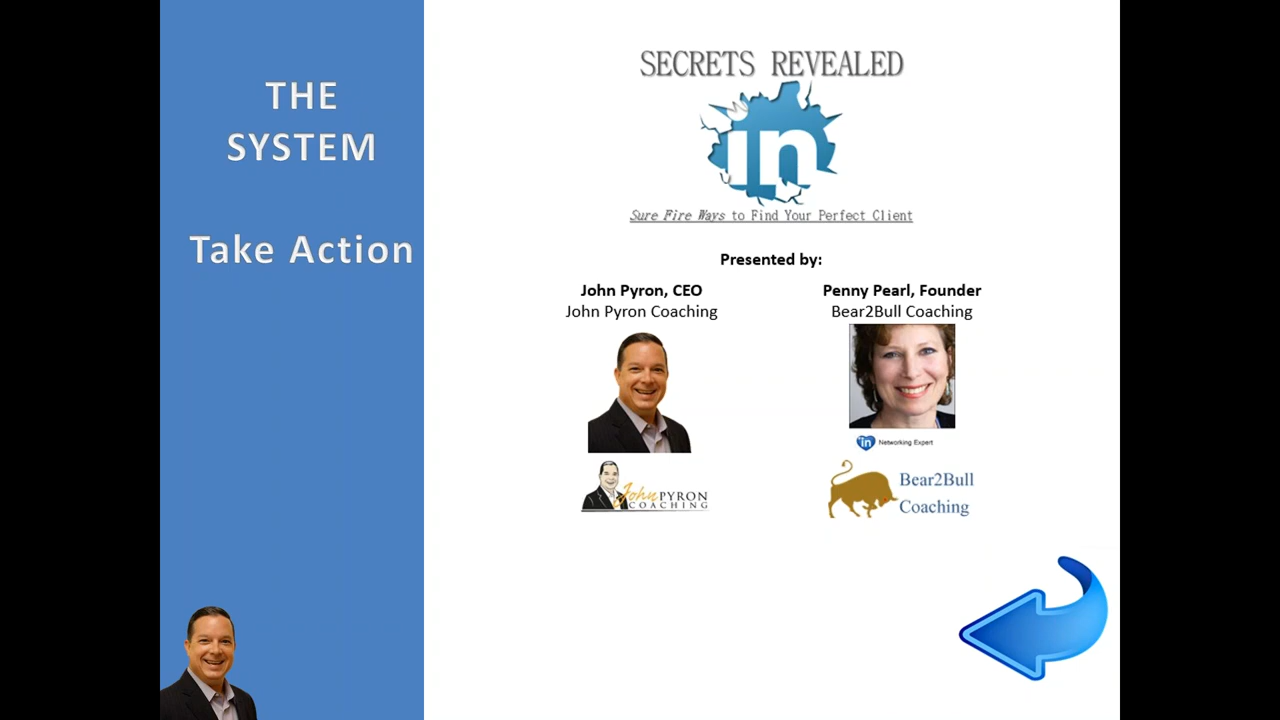 THE
SYSTEM
Take Action
SECRETS REVEALED
in
Sure Fire Ways to Find Your Perfect Client
Presented by:
John Pyron, CEO
John Pyron Coaching
Penny Pearl, Founder
Bear2Bull Coaching
in Networking Expert
John PYRON
COACHING
Bear2Bull
Coaching